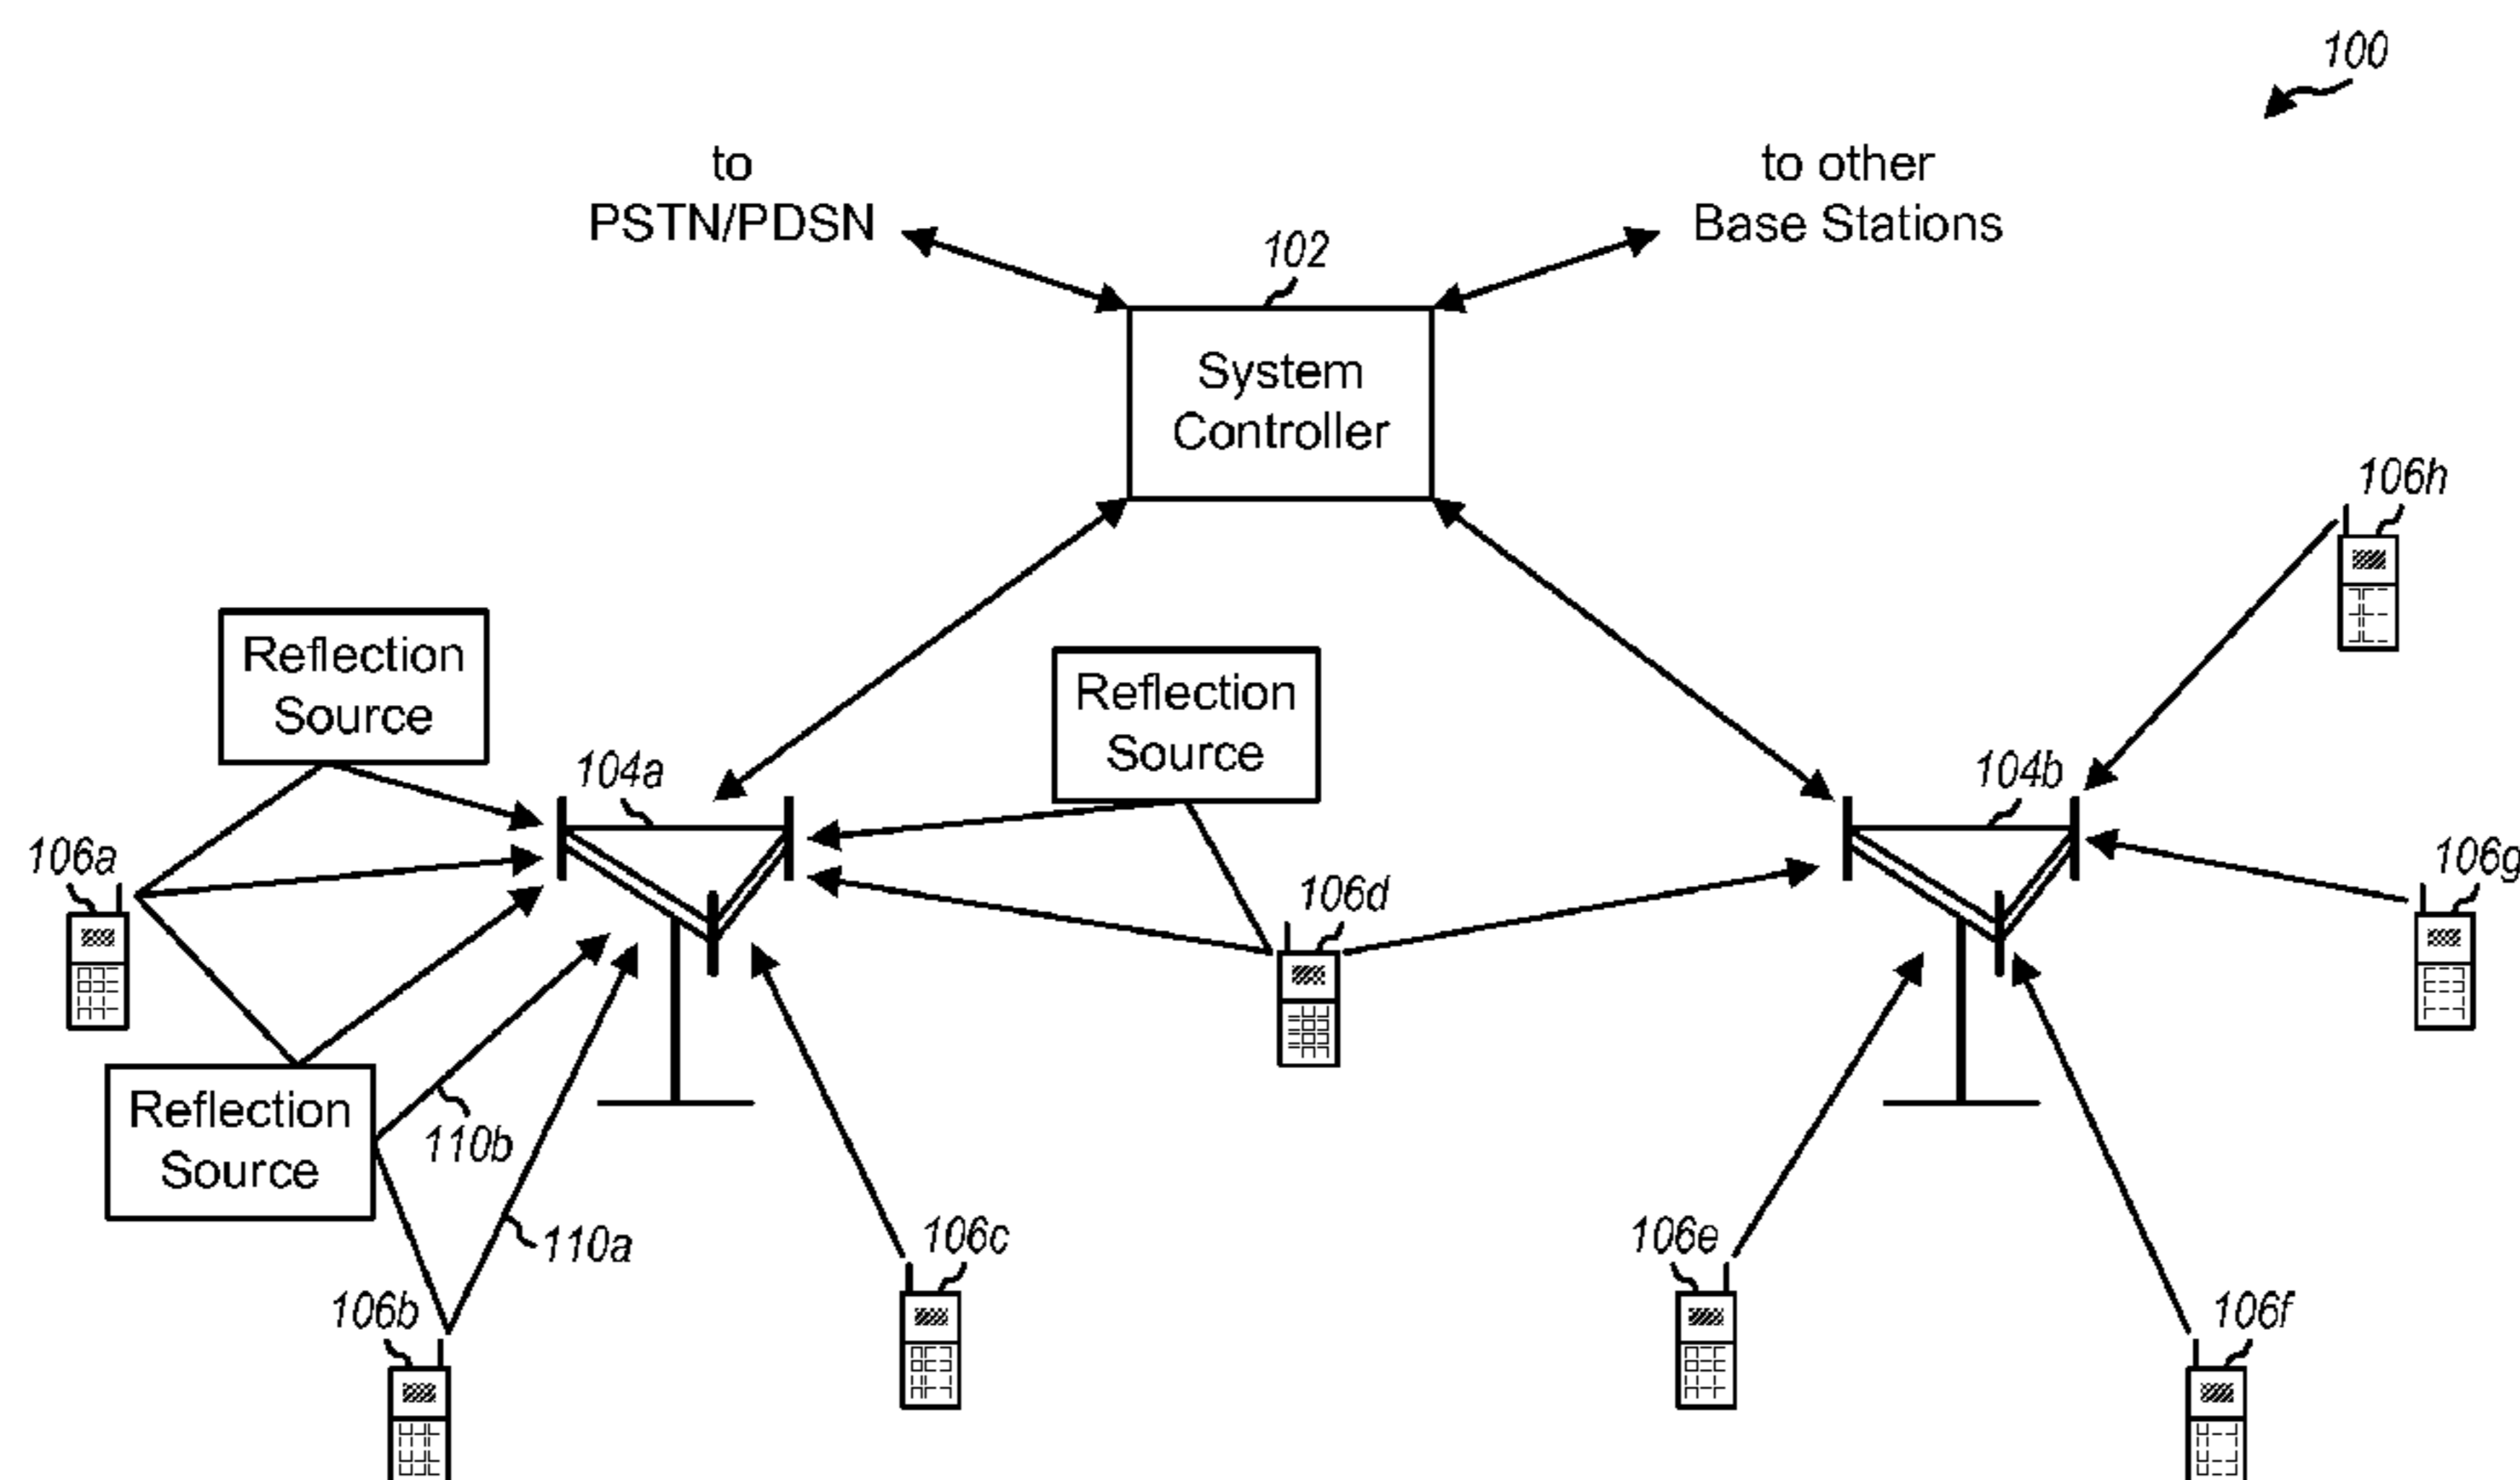 100
to
PSTN/PDSN
to other
Base Stations
102
System
Controller
106h
Reflection
Source
Reflection
Source
104a
104b
106a
106d
106g
Reflection
Source
110b
110a
106c
106e
106b
106f